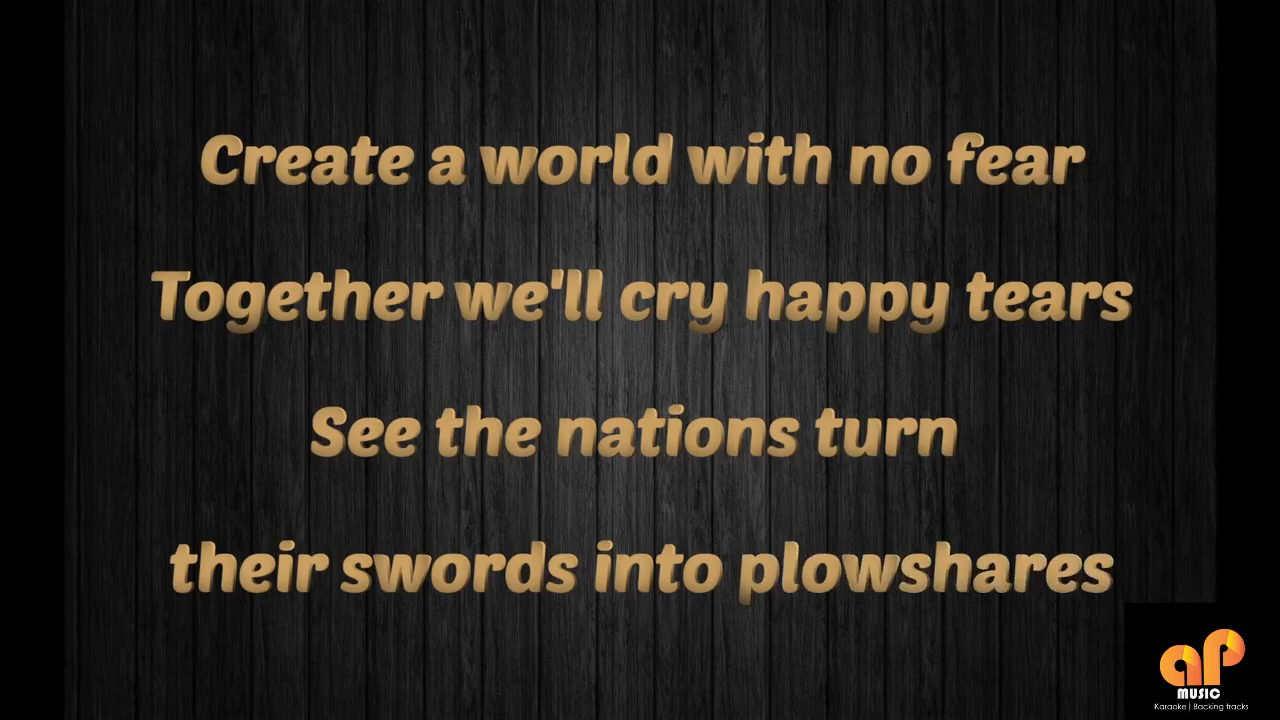 Create a world with no fear
Together we'll cry happy tears
See the nations turn
their swords into plowshares
aP
MUSIC
Karaoke | Backing tracks